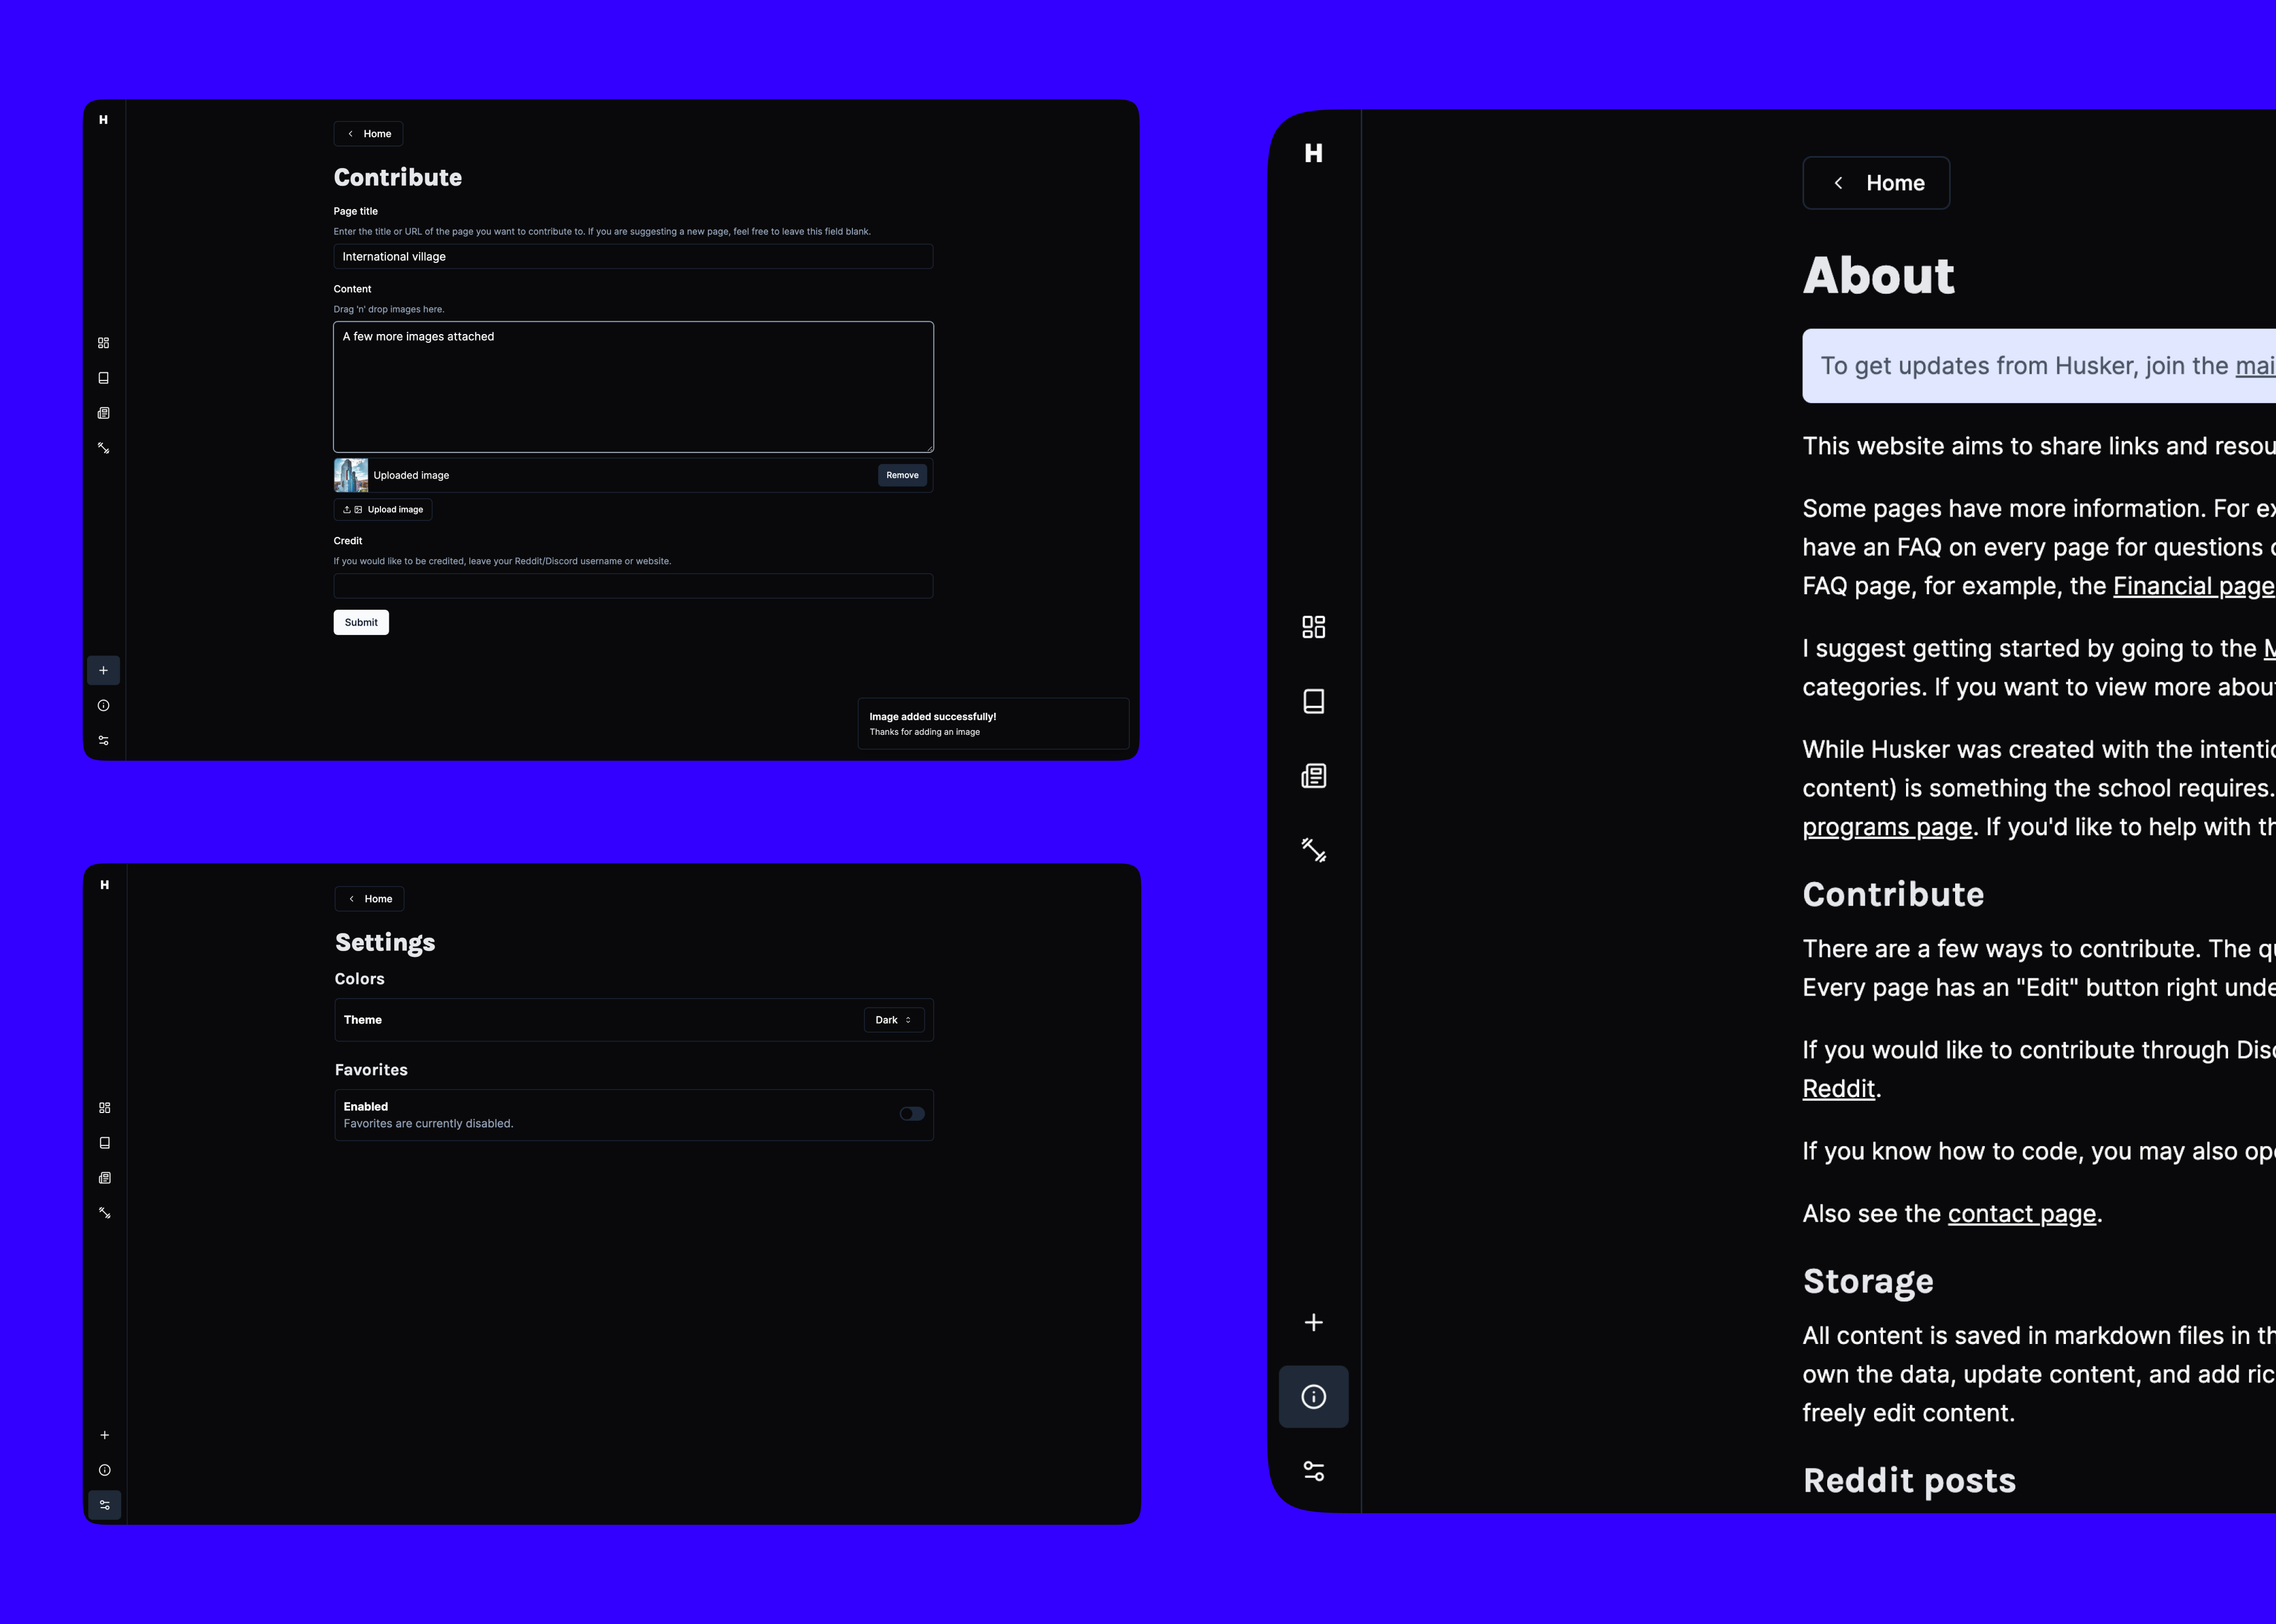 H
Home
Contribute
Page title
Enter the title or URL of the page you want to contribute to. If you are suggesting a new page, feel free to leave this field blank.
International village
Content
Drag 'n' drop images here.
A few more images attached
Uploaded image
Remove
Upload image
Credit
If you would like to be credited, leave your Reddit/Discord username or website.
Submit
Image added successfully!
Thanks for adding an image
H
Home
Settings
Colors
Theme
Dark
Favorites
Enabled
Favorites are currently disabled.
H
Home
About
To get updates from Husker, join the
This website aims to share links and
Some pages have more information. For
have an FAQ on every page for questions
FAQ page, for example, the Financial page
I suggest getting started by going to the
categories. If you want to view more
While Husker was created with the
content) is something the school requires.
programs page. If you'd like to help with
Contribute
There are a few ways to contribute. The
Every page has an "Edit" button right
If you would like to contribute through
Reddit.
If you know how to code, you may also
Also see the contact page.
Storage
All content is saved in markdown files in
own the data, update content, and add
freely edit content.
Reddit posts